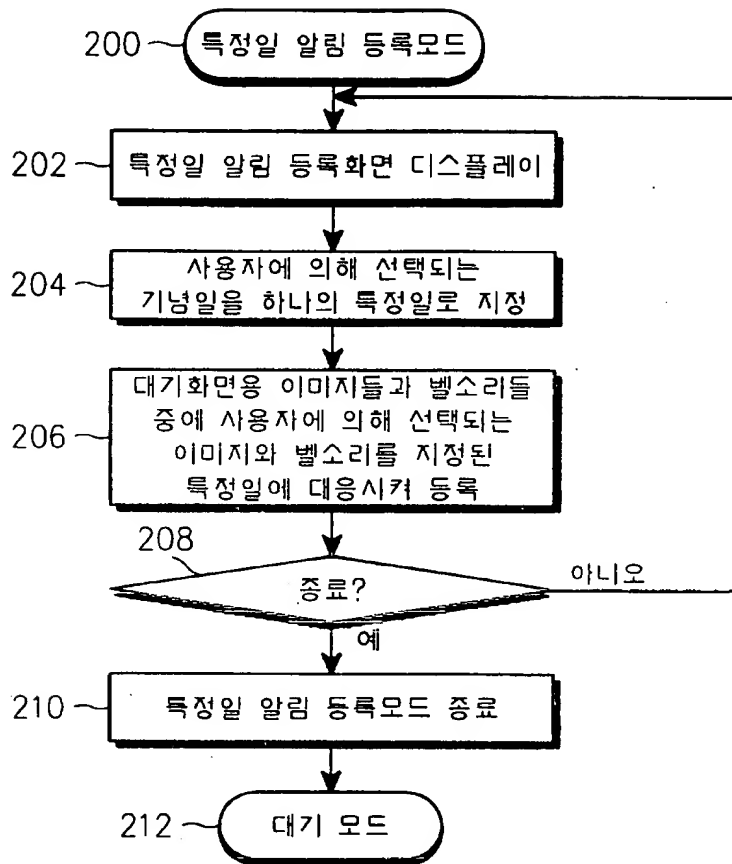 200 특정일 알림 등록모드
202 특정일 알림 등록화면 디스플레이
204 사용자에 의해 선택되는
기념일을 하나의 특정일로 지정
206 대기화면용 이미지들과 벨소리들
중에 사용자에 의해 선택되는
이미지와 벨소리를 지정된
특정일에 대응시켜 등록
208
종료?
아니오
예
210 특정일 알림 등록모드 종료
212 대기 모드